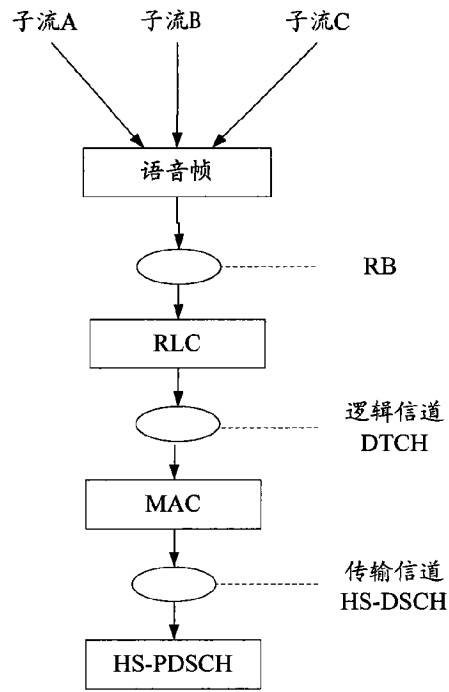 子流A 子流B 子流C
语音帧
RB
RLC
逻辑信道
DTCH
MAC
传输信道
HS-DSCH
HS-PDSCH